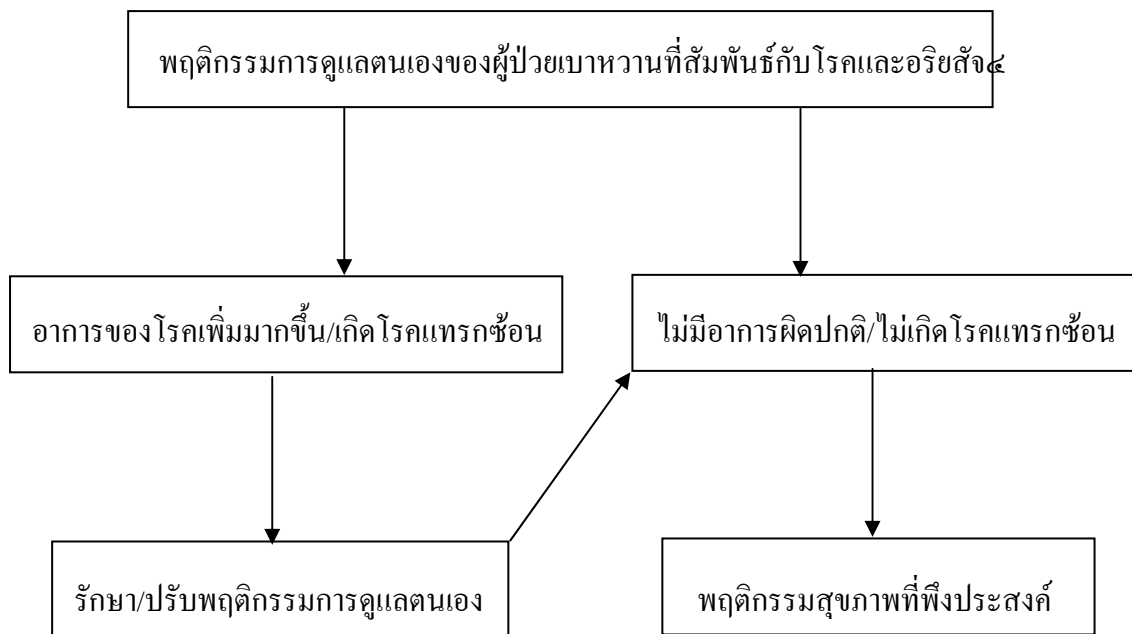 พฤติกรรมการดูแลตนเองของผู้ป่วยเบาหวานที่สัมพันธ์กับโรคและอริยสัจ๔
อาการของโรคเพิ่มมากขึ้น/เกิดโรคแทรกซ้อน
ไม่มีอาการผิดปกติ/ไม่เกิดโรคแทรกซ้อน
รักษา/ปรับพฤติกรรมการดูแลตนเอง
พฤติกรรมสุขภาพที่พึงประสงค์